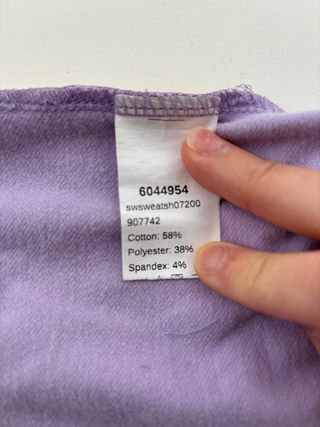 6044954
swsweatsh07200
907742
Cotton: 58%
Polyester: 38%
Spandex: 4%